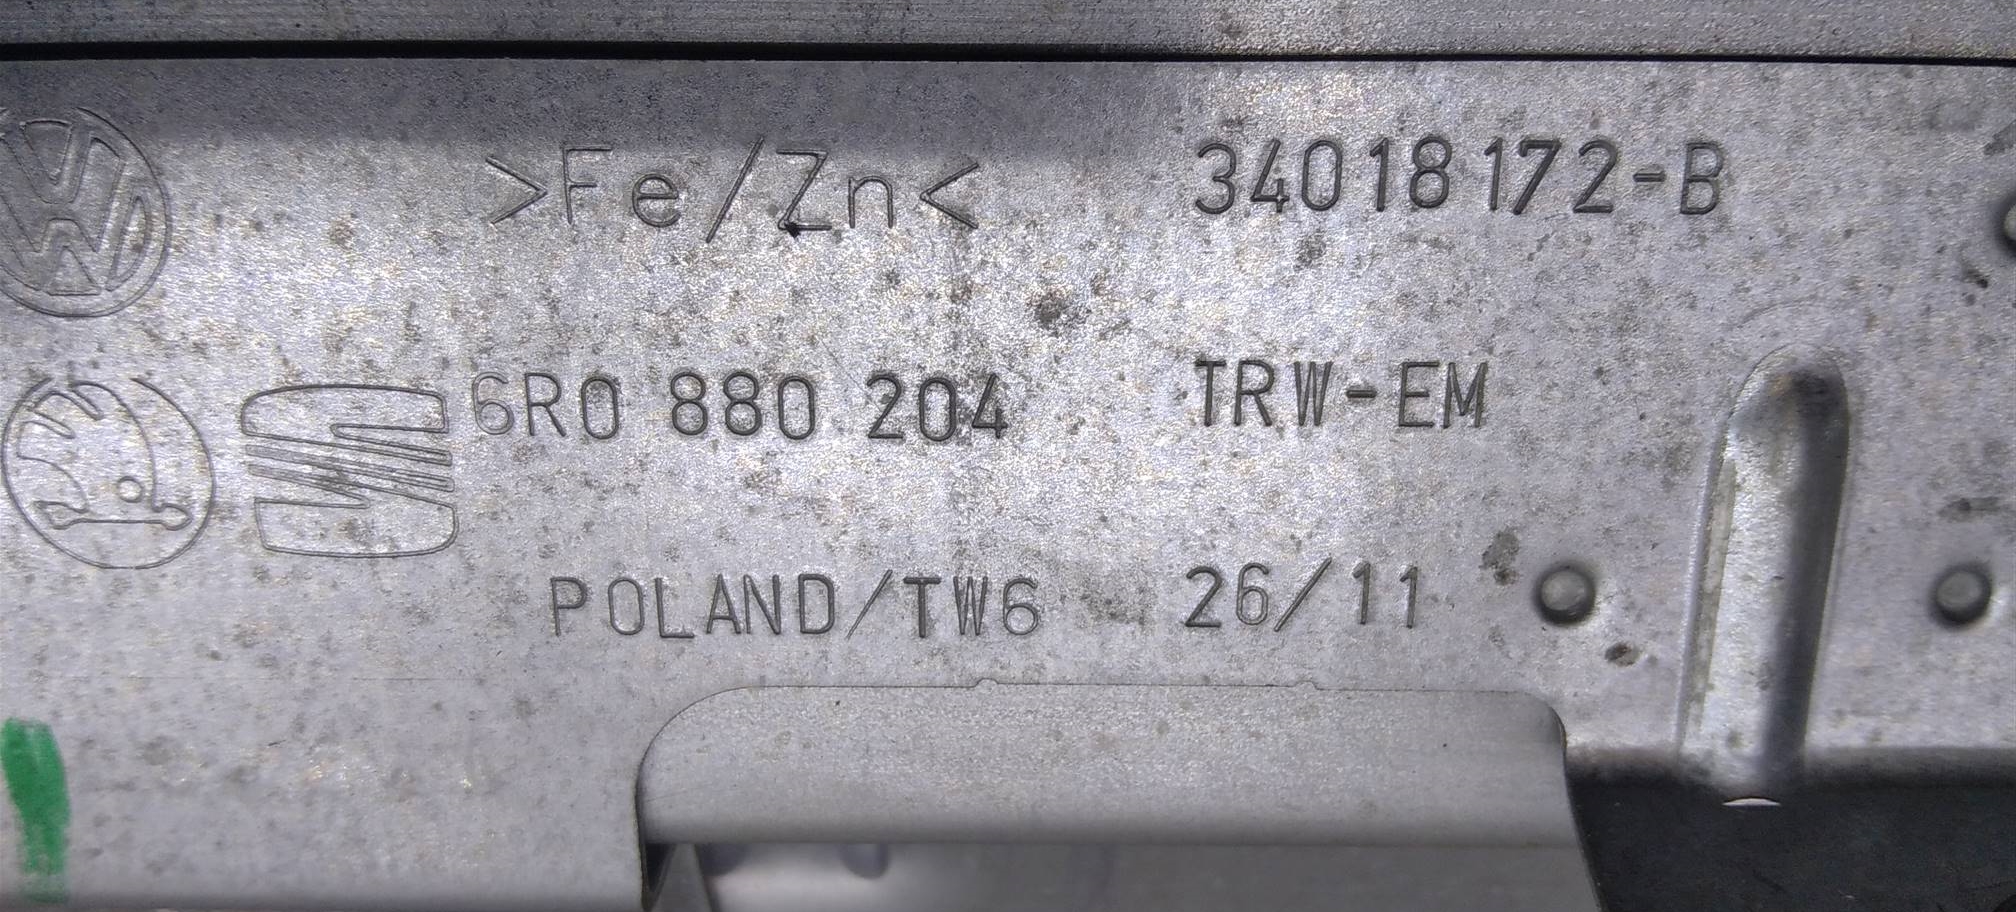 >Fe/Zn< 34018172-B
6R0 880 204 TRW-EM
POLAND/TW6 26/11